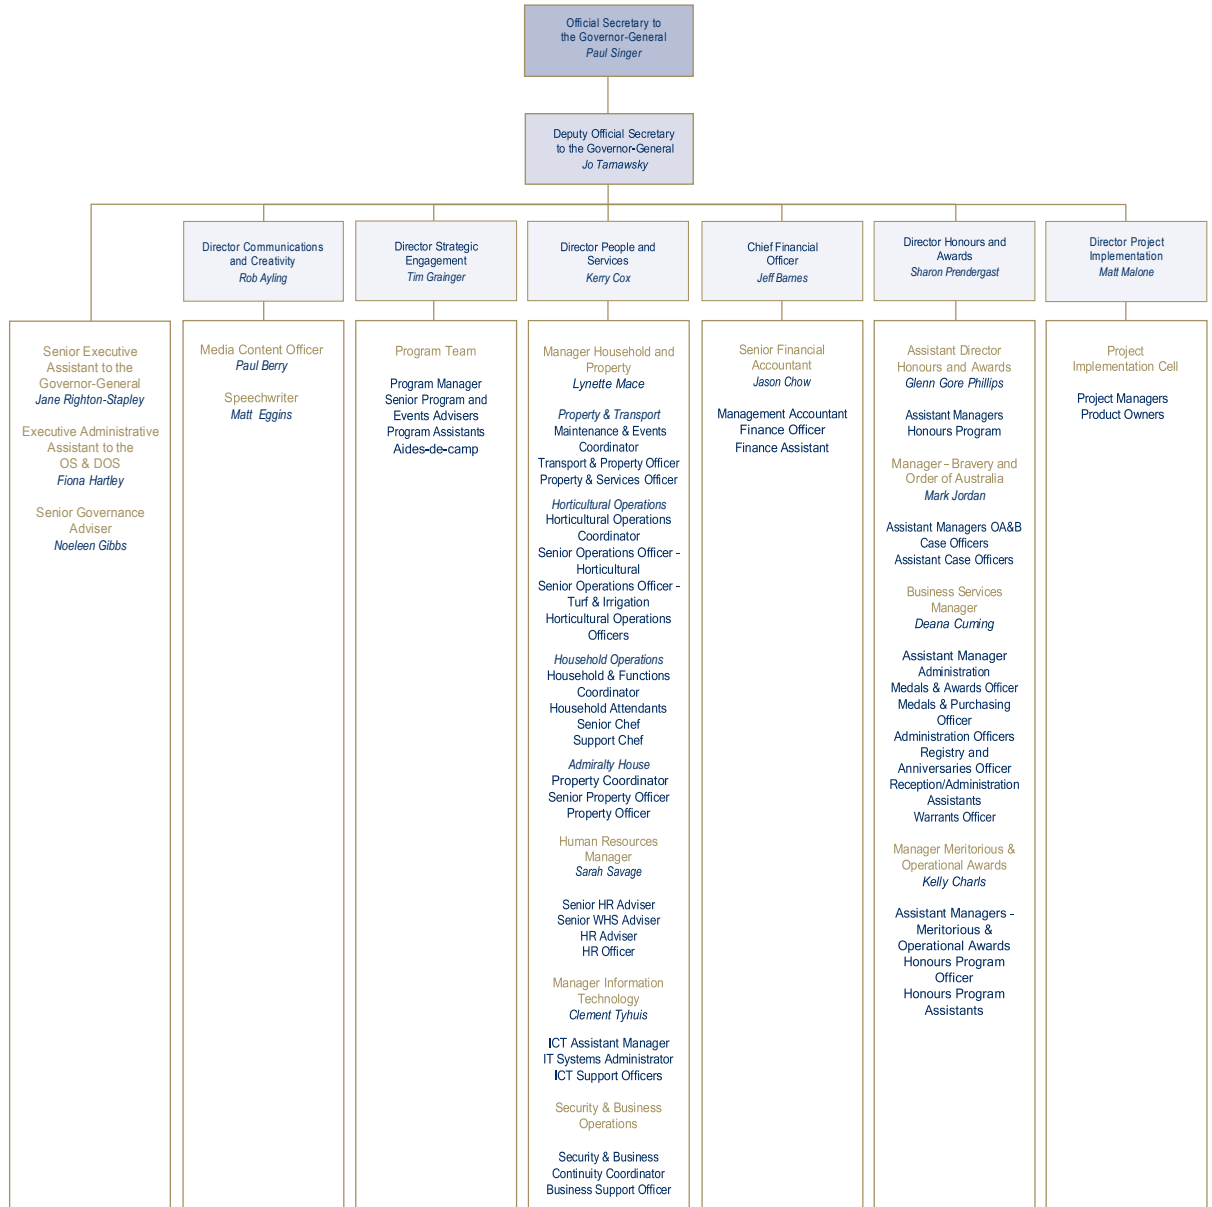 Official Secretary to
the Governor-General
Paul Singer
Deputy Official Secretary
to the Governor-General
Jo Tarnawsky
Director Communications
and Creativity
Rob Ayling
Director Strategic
Engagement
Tim Grainger
Director People and
Services
Kerry Cox
Chief Financial
Officer
Jeff Barnes
Director Honours and
Awards
Sharon Prendergast
Director Project
Implementation
Matt Malone
Senior Executive
Assistant to the
Governor-General
Jane Righton-Stapley
Executive Administrative
Assistant to the
OS & DOS
Fiona Hartley
Senior Governance
Adviser
Noeleen Gibbs
Media Content Officer
Paul Berry
Speechwriter
Matt Eggins
Program Team
Program Manager
Senior Program and
Events Advisers
Program Assistants
Aides-de-camp
Manager Household and
Property
Lynette Mace
Property & Transport
Maintenance & Events
Coordinator
Transport & Property Officer
Property & Services Officer
Horticultural Operations
Horticultural Operations
Coordinator
Senior Operations Officer -
Horticultural
Senior Operations Officer -
Turf & Irrigation
Horticultural Operations
Officers
Household Operations
Household & Functions
Coordinator
Household Attendants
Senior Chef
Support Chef
Admiralty House
Property Coordinator
Senior Property Officer
Property Officer
Human Resources
Manager
Sarah Savage
Senior HR Adviser
Senior WHS Adviser
HR Adviser
HR Officer
Manager Information
Technology
Clement Tyhuis
ICT Assistant Manager
IT Systems Administrator
ICT Support Officers
Security & Business
Operations
Security & Business
Continuity Coordinator
Business Support Officer
Senior Financial
Accountant
Jason Chow
Management Accountant
Finance Officer
Finance Assistant
Assistant Director
Honours and Awards
Glenn Gore Phillips
Assistant Managers
Honours Program
Manager – Bravery and
Order of Australia
Mark Jordan
Assistant Managers OA&B
Case Officers
Assistant Case Officers
Business Services
Manager
Deana Cuming
Assistant Manager
Administration
Medals & Awards Officer
Medals & Purchasing
Officer
Administration Officers
Registry and
Anniversaries Officer
Reception/Administration
Assistants
Warrants Officer
Manager Meritorious &
Operational Awards
Kelly Charls
Assistant Managers -
Meritorious &
Operational Awards
Honours Program
Officer
Honours Program
Assistants
Project
Implementation Cell
Project Managers
Product Owners